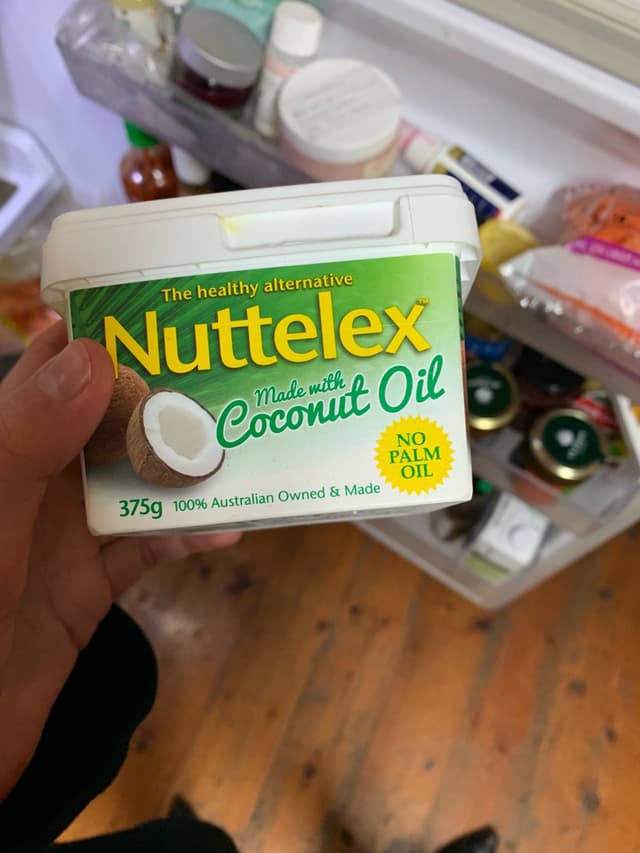 The healthy alternative
Nuttelex™
Made with
Coconut Oil
NO
PALM
OIL
375g 100% Australian Owned & Made